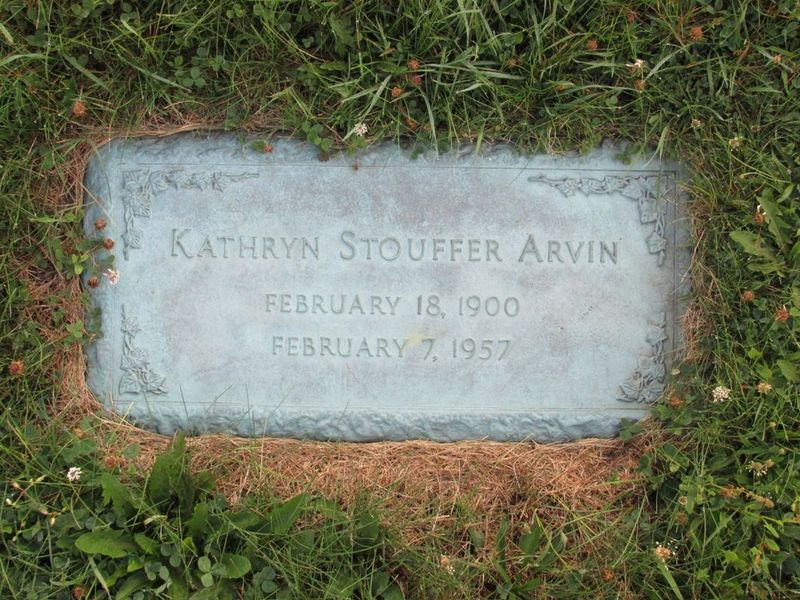 Kathryn Stouffer Arvin
February 18, 1900
February 7, 1957